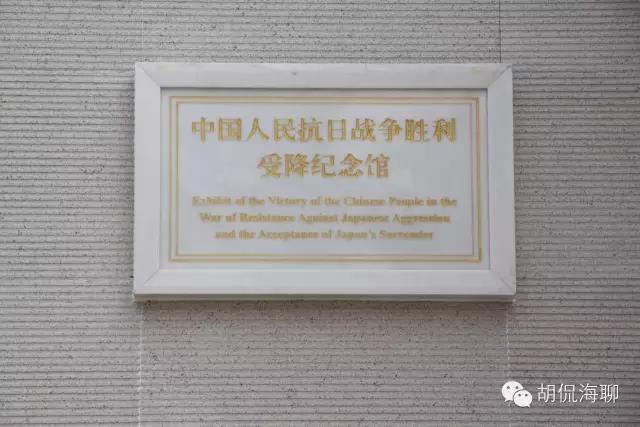 中国人民抗日战争胜利
受降纪念馆
Exhibit of the Victory of the Chinese People in the
War of Resistance Against Japanese Aggression
and the Acceptance of Japan's Surrender
胡侃海聊